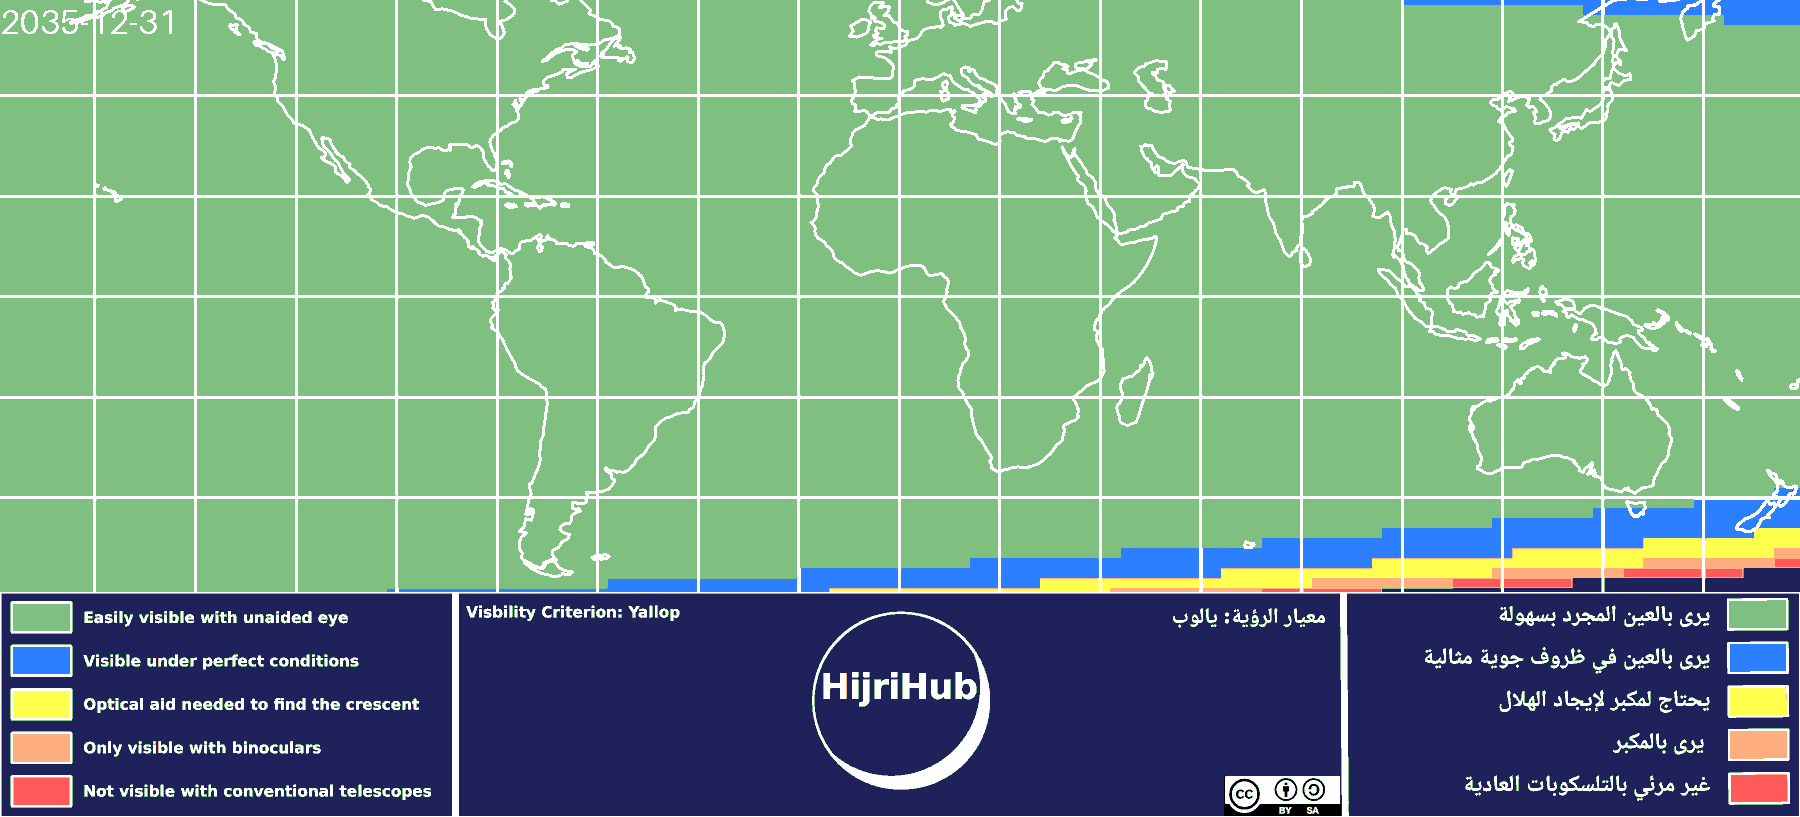 2035-12-31
Easily visible with unaided eye
Visible under perfect conditions
Optical aid needed to find the crescent
Only visible with binoculars
Not visible with conventional telescopes
Visbility Criterion: Yallop
معيار الرؤية: يالوب
HijriHub
cc
BY SA
يرى بالعين المجرد بسهولة
يرى بالعين في ظروف جوية مثالية
يحتاج لمكبر لإيجاد الهلال
يرى بالمكبر
غير مرئي بالتلسكوبات العادية